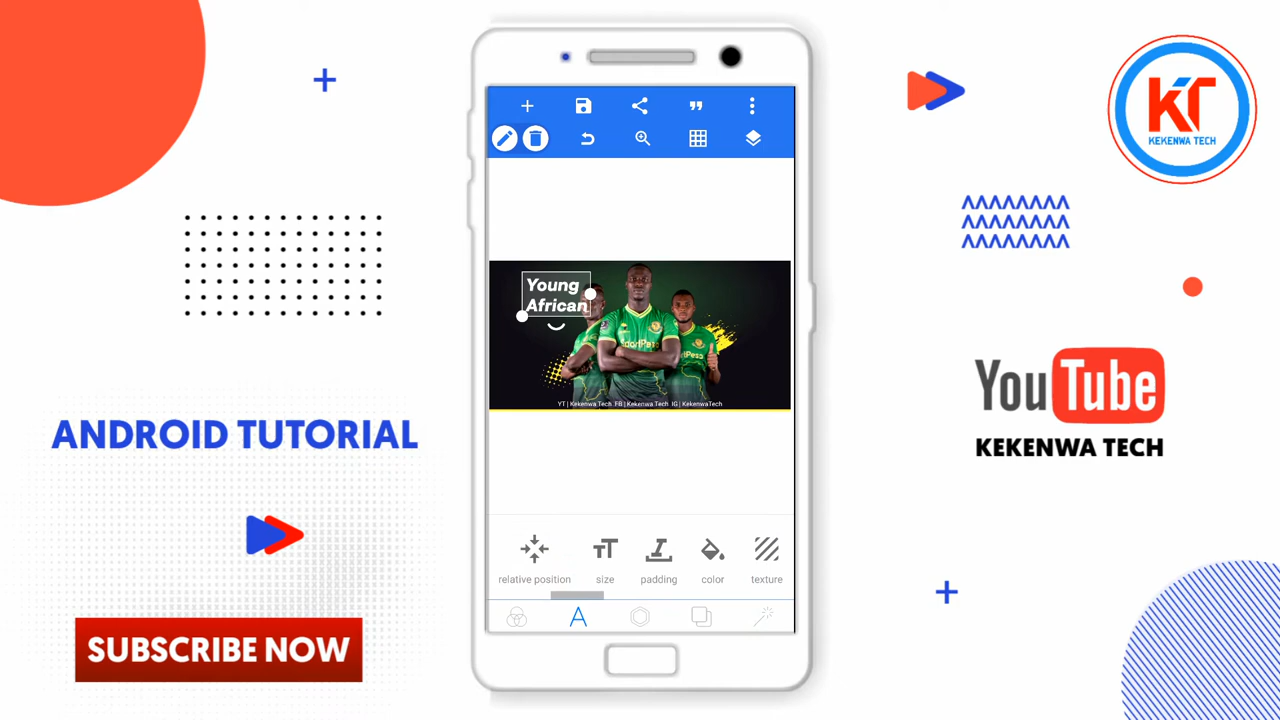 KT
KEKENWA TECH
Young
African
YT | Kekenwa Tech FB | Kekenwa Tech IG | KekenwaTech
SportPesa
ANDROID TUTORIAL
YouTube
KEKENWA TECH
relative position
size
padding
color
texture
A
SUBSCRIBE NOW